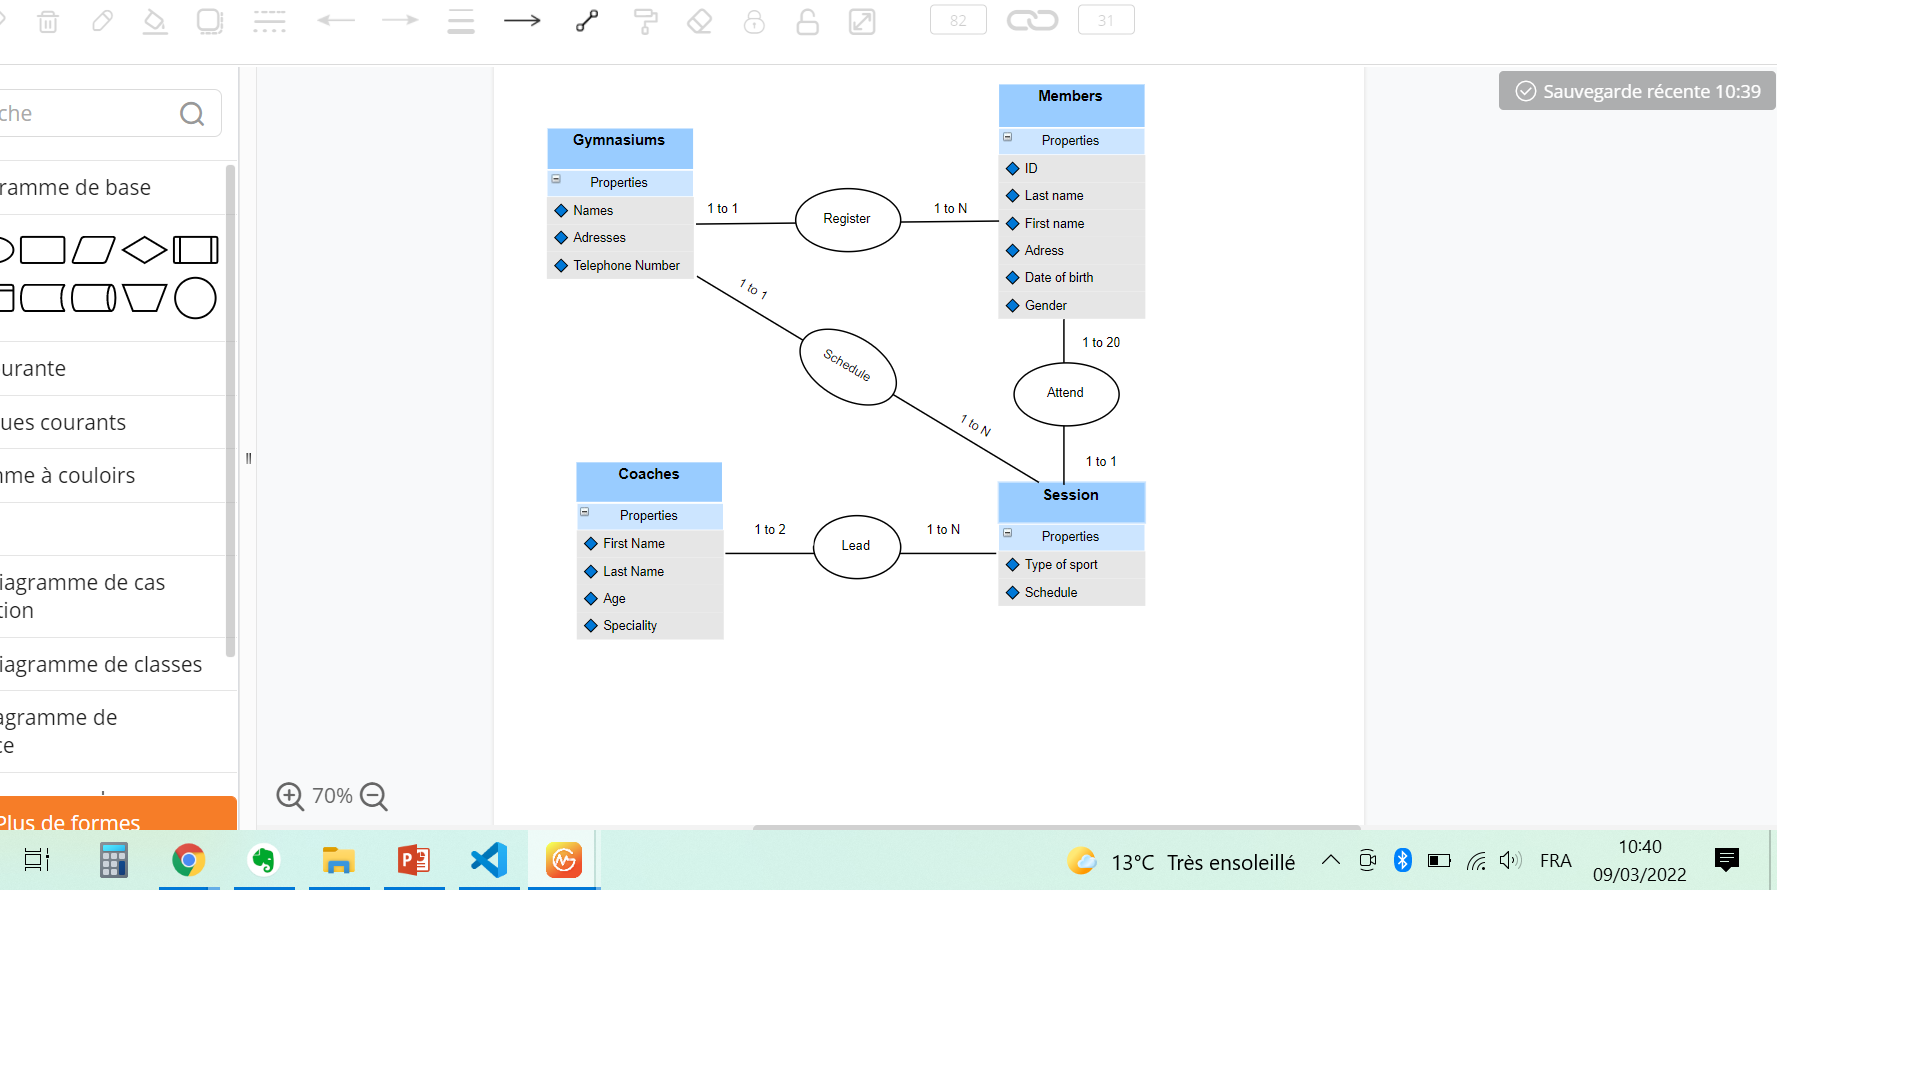 82
31
Sauvegarde récente 10:39
che
ramme de base
urante
ues courants
me à couloirs
iagramme de cas
tion
iagramme de classes
agramme de
ce
Plus de formes
70%
Gymnasiums
Properties
Names
Adresses
Telephone Number
1 to 1
Register
1 to N
Members
Properties
ID
Last name
First name
Adress
Date of birth
Gender
1 to 1
Schedule
1 to N
1 to 20
Attend
1 to 1
Coaches
Properties
First Name
Last Name
Age
Speciality
1 to 2
Lead
1 to N
Session
Properties
Type of sport
Schedule
13°C Très ensoleillé
FRA
10:40
09/03/2022